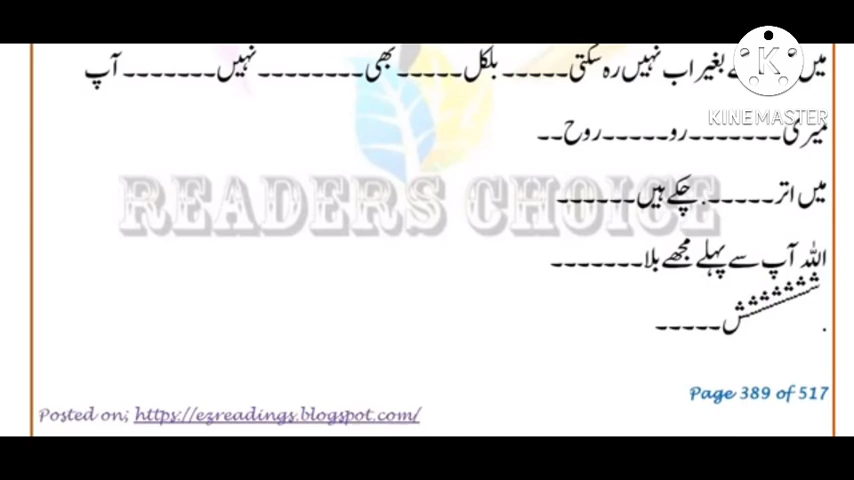 میں بغیر اب نہیں رہ سکتی۔۔۔۔۔ بلکل۔۔۔۔۔ بھی۔۔۔۔۔۔۔۔ نہیں۔۔۔۔۔۔۔ آپ
KINEMASTER
میری۔۔۔۔۔۔۔رو۔۔۔۔۔روح۔۔
READERS CHOICE
میں اتر۔۔۔۔۔. چکے ہیں۔۔۔۔۔۔
اللہ آپ سے پہلے مجھے بلا۔۔۔۔۔۔۔
. شششششششش۔۔۔۔۔
Page 389 of 517
Posted on; https://ezreadings.blogspot.com/